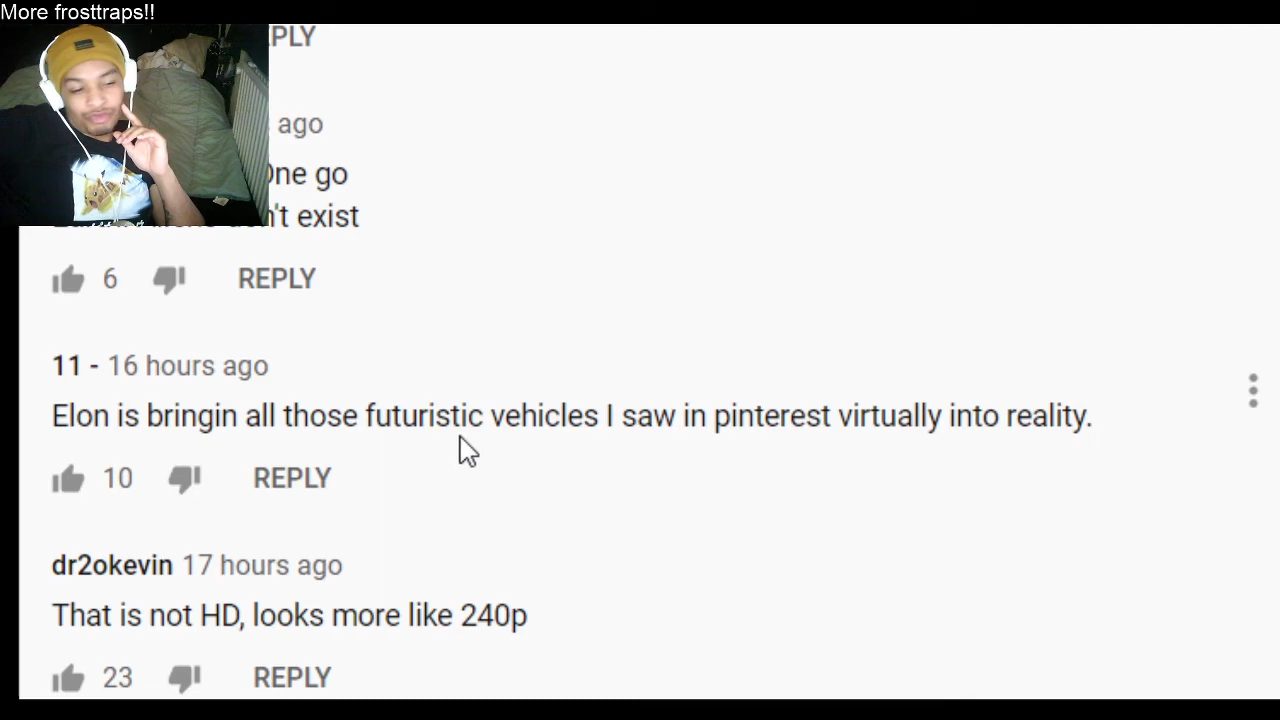 More frosttraps!!
PLY
ago
One go
n't exist
6 REPLY
11 - 16 hours ago
Elon is bringin all those futuristic vehicles I saw in pinterest virtually into reality.
10 REPLY
dr2okevin 17 hours ago
That is not HD, looks more like 240p
23 REPLY